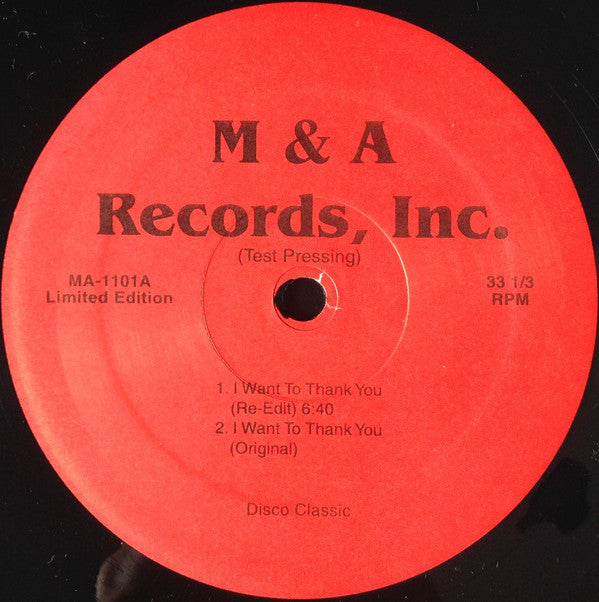 M & A
Records, Inc.
(Test Pressing)
MA-1101A
Limited Edition
33 1/3
RPM
1. I Want To Thank You
(Re-Edit) 6:40
2. I Want To Thank You
(Original)
Disco Classic